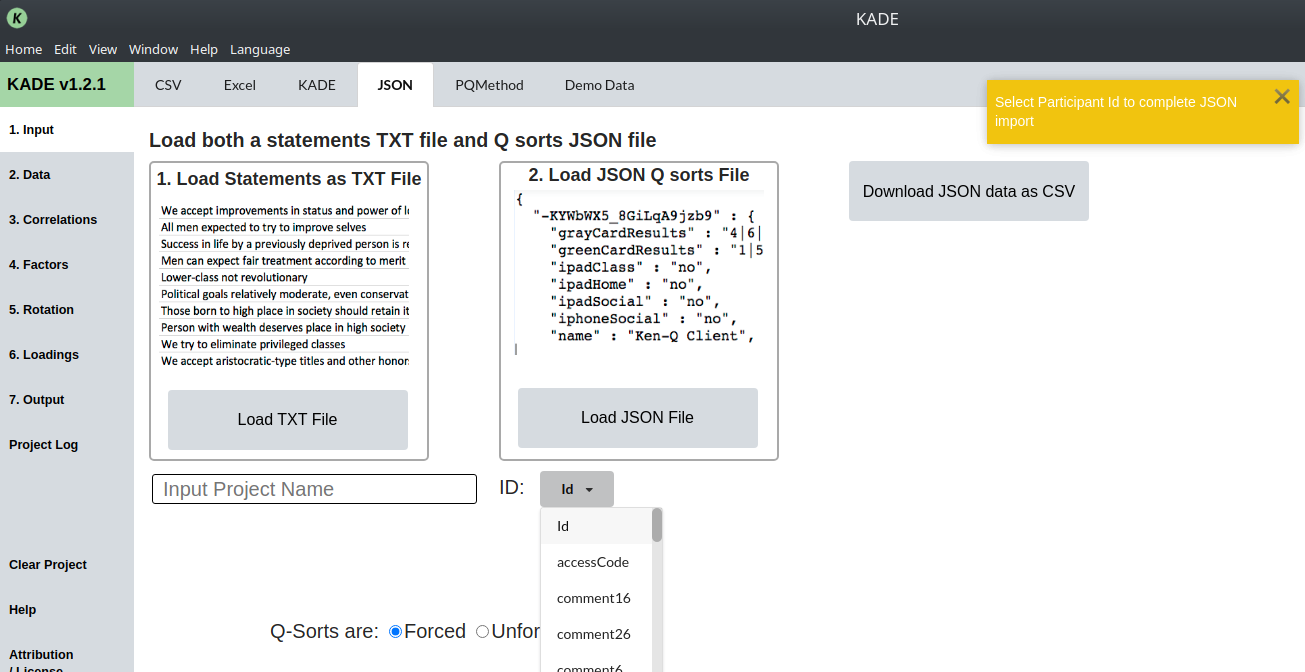 K
KADE
Home Edit View Window Help Language
KADE v1.2.1
CSV Excel KADE JSON PQMethod Demo Data
Select Participant Id to complete JSON
import
1. Input
2. Data
3. Correlations
4. Factors
5. Rotation
6. Loadings
7. Output
Project Log
Clear Project
Help
Attribution
/ License
Load both a statements TXT file and Q sorts JSON file
1. Load Statements as TXT File
We accept improvements in status and power of
All men expected to try to improve selves
Success in life by a previously deprived person is
Men can expect fair treatment according to merit
Lower-class not revolutionary
Political goals relatively moderate, even conservat
Those born to high place in society should retain it
Person with wealth deserves place in high society
We try to eliminate privileged classes
We accept aristocratic-type titles and other honor
Load TXT File
2. Load JSON Q sorts File
{
"-KYWbWX5_8GiLqA9jzb9" : {
"grayCardResults" : "4|6|
"greenCardResults" : "1|5
"ipadClass" : "no",
"ipadHome" : "no",
"ipadSocial" : "no",
"iphoneSocial" : "no",
"name" : "Ken-Q Client",
Load JSON File
Download JSON data as CSV
Input Project Name
ID: Id
Id
accessCode
comment16
comment26
comment6
Q-Sorts are: Forced Unfor